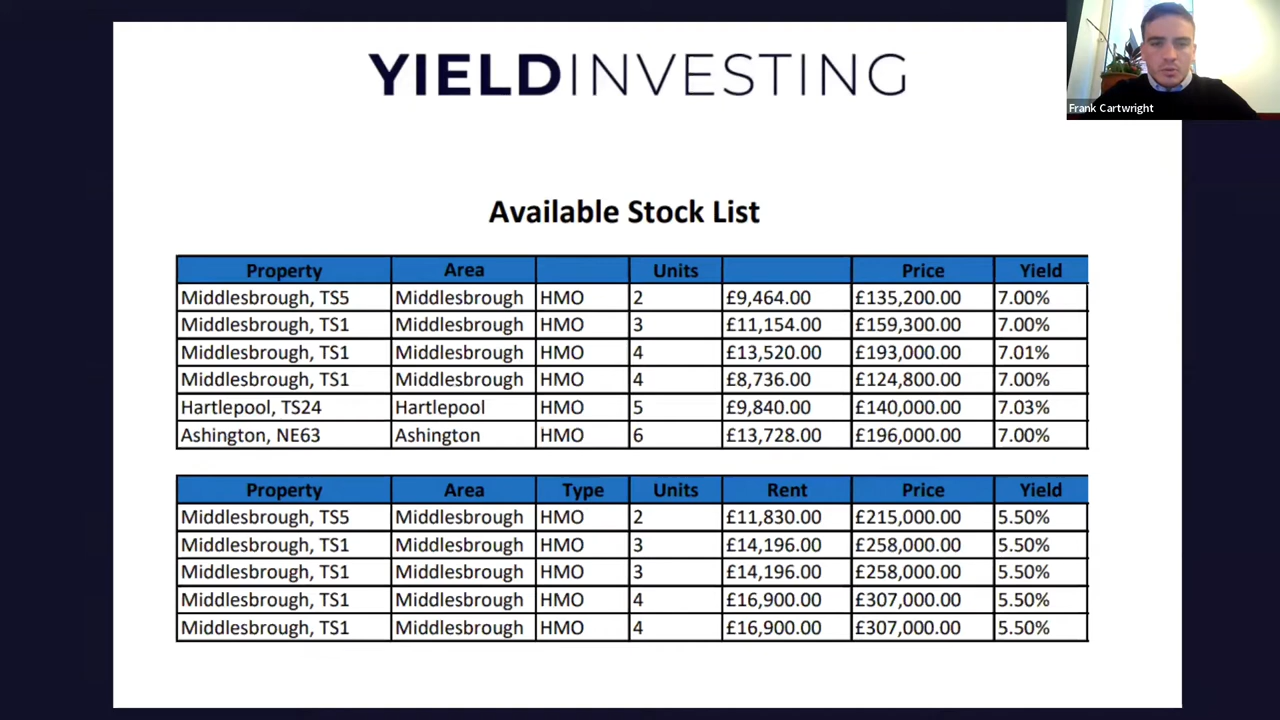 YIELDINVESTING
Frank Cartwright
Available Stock List
Property Area Units Price Yield
Middlesbrough, TS5 Middlesbrough HMO 2 £9,464.00 £135,200.00 7.00%
Middlesbrough, TS1 Middlesbrough HMO 3 £11,154.00 £159,300.00 7.00%
Middlesbrough, TS1 Middlesbrough HMO 4 £13,520.00 £193,000.00 7.01%
Middlesbrough, TS1 Middlesbrough HMO 4 £8,736.00 £124,800.00 7.00%
Hartlepool, TS24 Hartlepool HMO 5 £9,840.00 £140,000.00 7.03%
Ashington, NE63 Ashington HMO 6 £13,728.00 £196,000.00 7.00%
Property Area Type Units Rent Price Yield
Middlesbrough, TS5 Middlesbrough HMO 2 £11,830.00 £215,000.00 5.50%
Middlesbrough, TS1 Middlesbrough HMO 3 £14,196.00 £258,000.00 5.50%
Middlesbrough, TS1 Middlesbrough HMO 3 £14,196.00 £258,000.00 5.50%
Middlesbrough, TS1 Middlesbrough HMO 4 £16,900.00 £307,000.00 5.50%
Middlesbrough, TS1 Middlesbrough HMO 4 £16,900.00 £307,000.00 5.50%